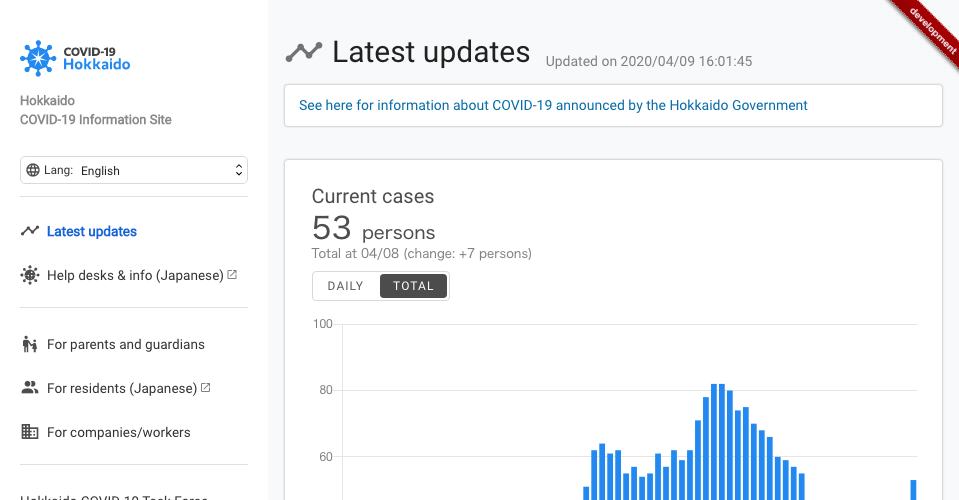 COVID-19
Hokkaido
Hokkaido
COVID-19 Information Site
Lang: English
Latest updates
Help desks & info (Japanese)
For parents and guardians
For residents (Japanese)
For companies/workers
Hokkaido COVID-19 Task Force
development
Latest updates Updated on 2020/04/09 16:01:45
See here for information about COVID-19 announced by the Hokkaido Government
Current cases
53 persons
Total at 04/08 (change: +7 persons)
DAILY TOTAL
100
80
60